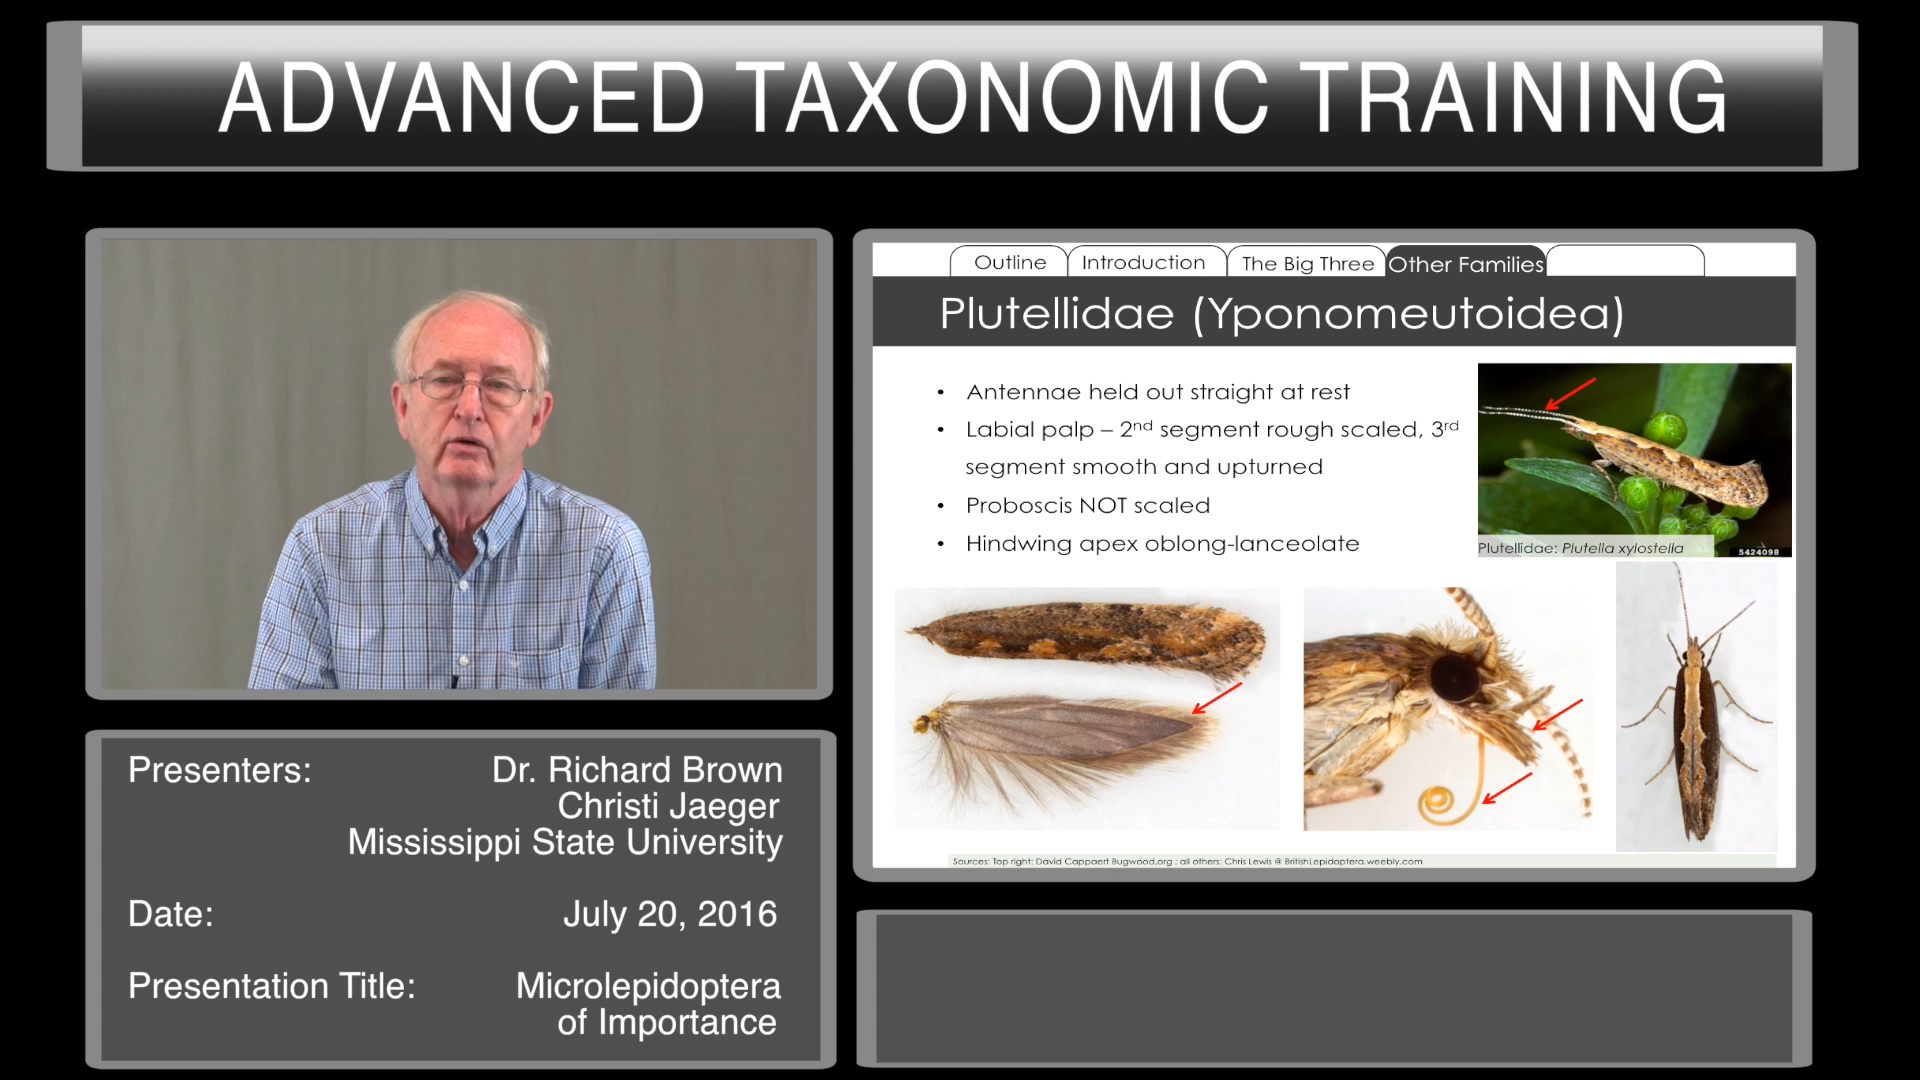 ADVANCED TAXONOMIC TRAINING
Outline
Introduction
The Big Three
Other Families
Plutellidae (Yponomeutoidea)
• Antennae held out straight at rest
• Labial palp – 2nd segment rough scaled, 3rd
segment smooth and upturned
• Proboscis NOT scaled
• Hindwing apex oblong-lanceolate
Plutellidae: Plutella xylostella
5424098
Sources: Top right: David Cappaert Bugwood.org ; all others: Chris Lewis @ BritishLepidoptera.weebly.com
Presenters: Dr. Richard Brown
Christi Jaeger
Mississippi State University
Date: July 20, 2016
Presentation Title: Microlepidoptera
of Importance